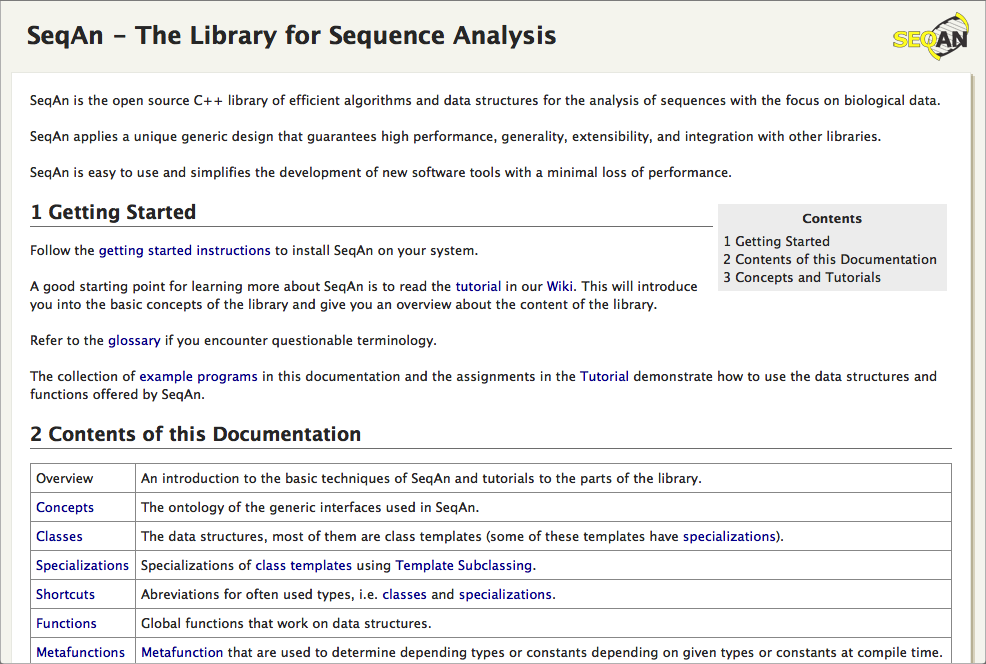 SeqAn – The Library for Sequence Analysis
SEQAN
SeqAn is the open source C++ library of efficient algorithms and data structures for the analysis of sequences with the focus on biological data.
SeqAn applies a unique generic design that guarantees high performance, generality, extensibility, and integration with other libraries.
SeqAn is easy to use and simplifies the development of new software tools with a minimal loss of performance.
1 Getting Started
Contents
1 Getting Started
2 Contents of this Documentation
3 Concepts and Tutorials
Follow the getting started instructions to install SeqAn on your system.
A good starting point for learning more about SeqAn is to read the tutorial in our Wiki. This will introduce
you into the basic concepts of the library and give you an overview about the content of the library.
Refer to the glossary if you encounter questionable terminology.
The collection of example programs in this documentation and the assignments in the Tutorial demonstrate how to use the data structures and
functions offered by SeqAn.
2 Contents of this Documentation
Overview An introduction to the basic techniques of SeqAn and tutorials to the parts of the library.
Concepts The ontology of the generic interfaces used in SeqAn.
Classes The data structures, most of them are class templates (some of these templates have specializations).
Specializations Specializations of class templates using Template Subclassing.
Shortcuts Abreviations for often used types, i.e. classes and specializations.
Functions Global functions that work on data structures.
Metafunctions Metafunction that are used to determine depending types or constants depending on given types or constants at compile time.